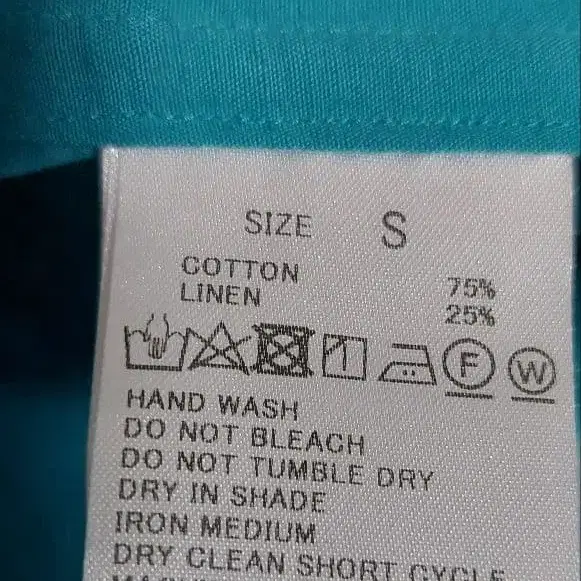 SIZE S
COTTON 75%
LINEN 25%
F W
HAND WASH
DO NOT BLEACH
DO NOT TUMBLE DRY
DRY IN SHADE
IRON MEDIUM
DRY CLEAN SHORT CYCLE